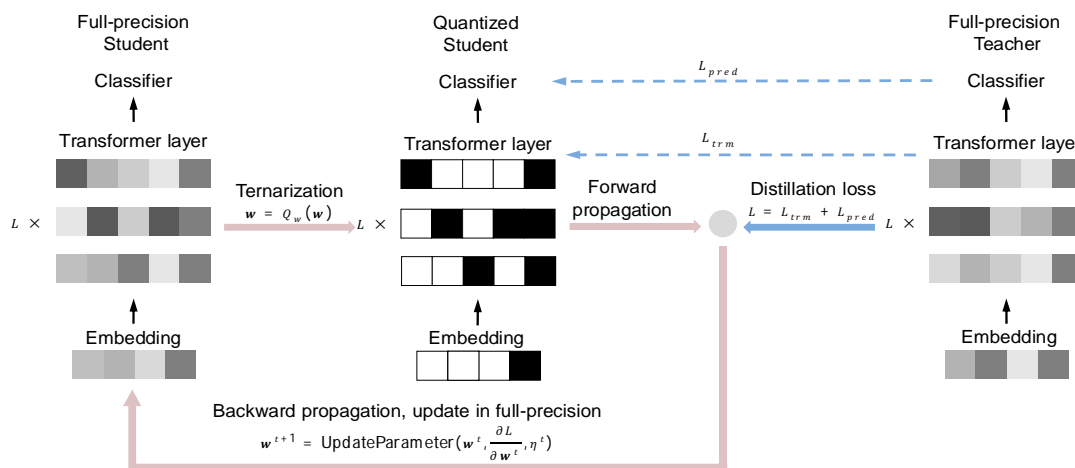 Full-precision
Student
Classifier
Transformer layer
L ×
Embedding
Ternarization
w = Q_w(w)
Quantized
Student
Classifier
Transformer layer
L ×
Embedding
Forward
propagation
L_pred
L_trm
Distillation loss
L = L_trm + L_pred
Full-precision
Teacher
Classifier
Transformer laye
L ×
Embedding
Backward propagation, update in full-precision
w^{t+1} = UpdateParameter(w^t, ∂L/∂w^t, η^t)